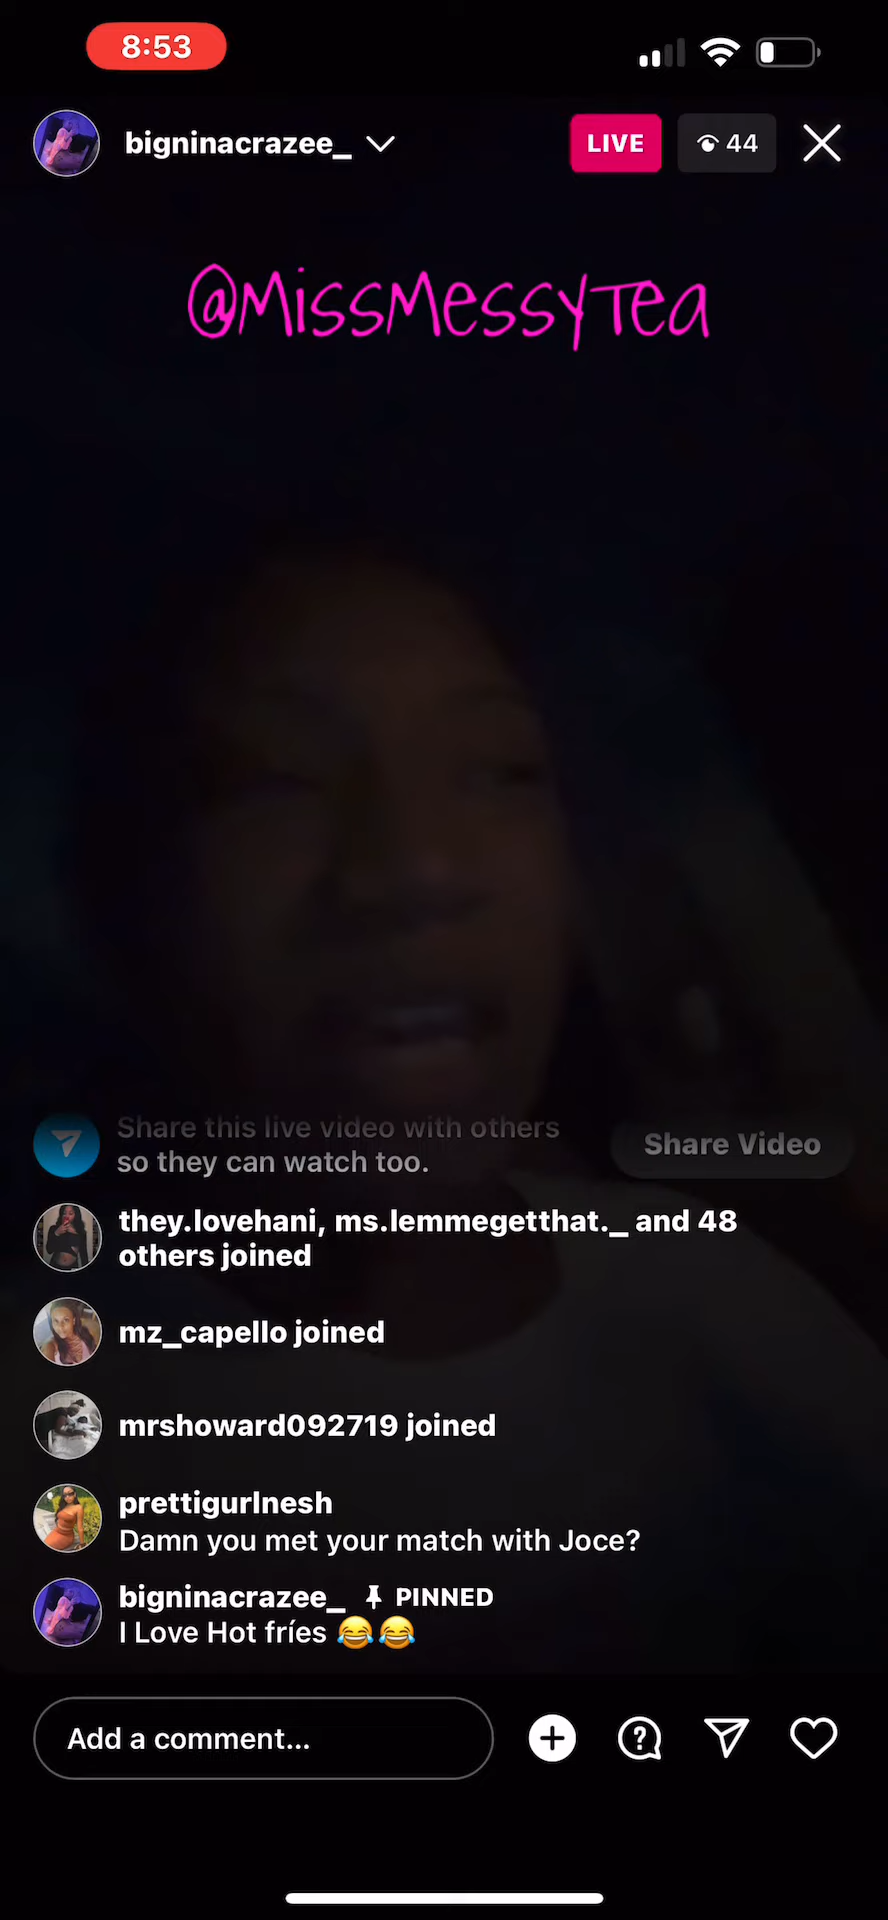 8:53
bigninacrazee_
LIVE
44
@MissMessyTea
Share this live video with others
so they can watch too.
Share Video
they.lovehani, ms.lemmegetthat._ and 48
others joined
mz_capello joined
mrshoward092719 joined
prettigurlnesh
Damn you met your match with Joce?
bigninacrazee_ PINNED
I Love Hot fríes 😂😂
Add a comment...